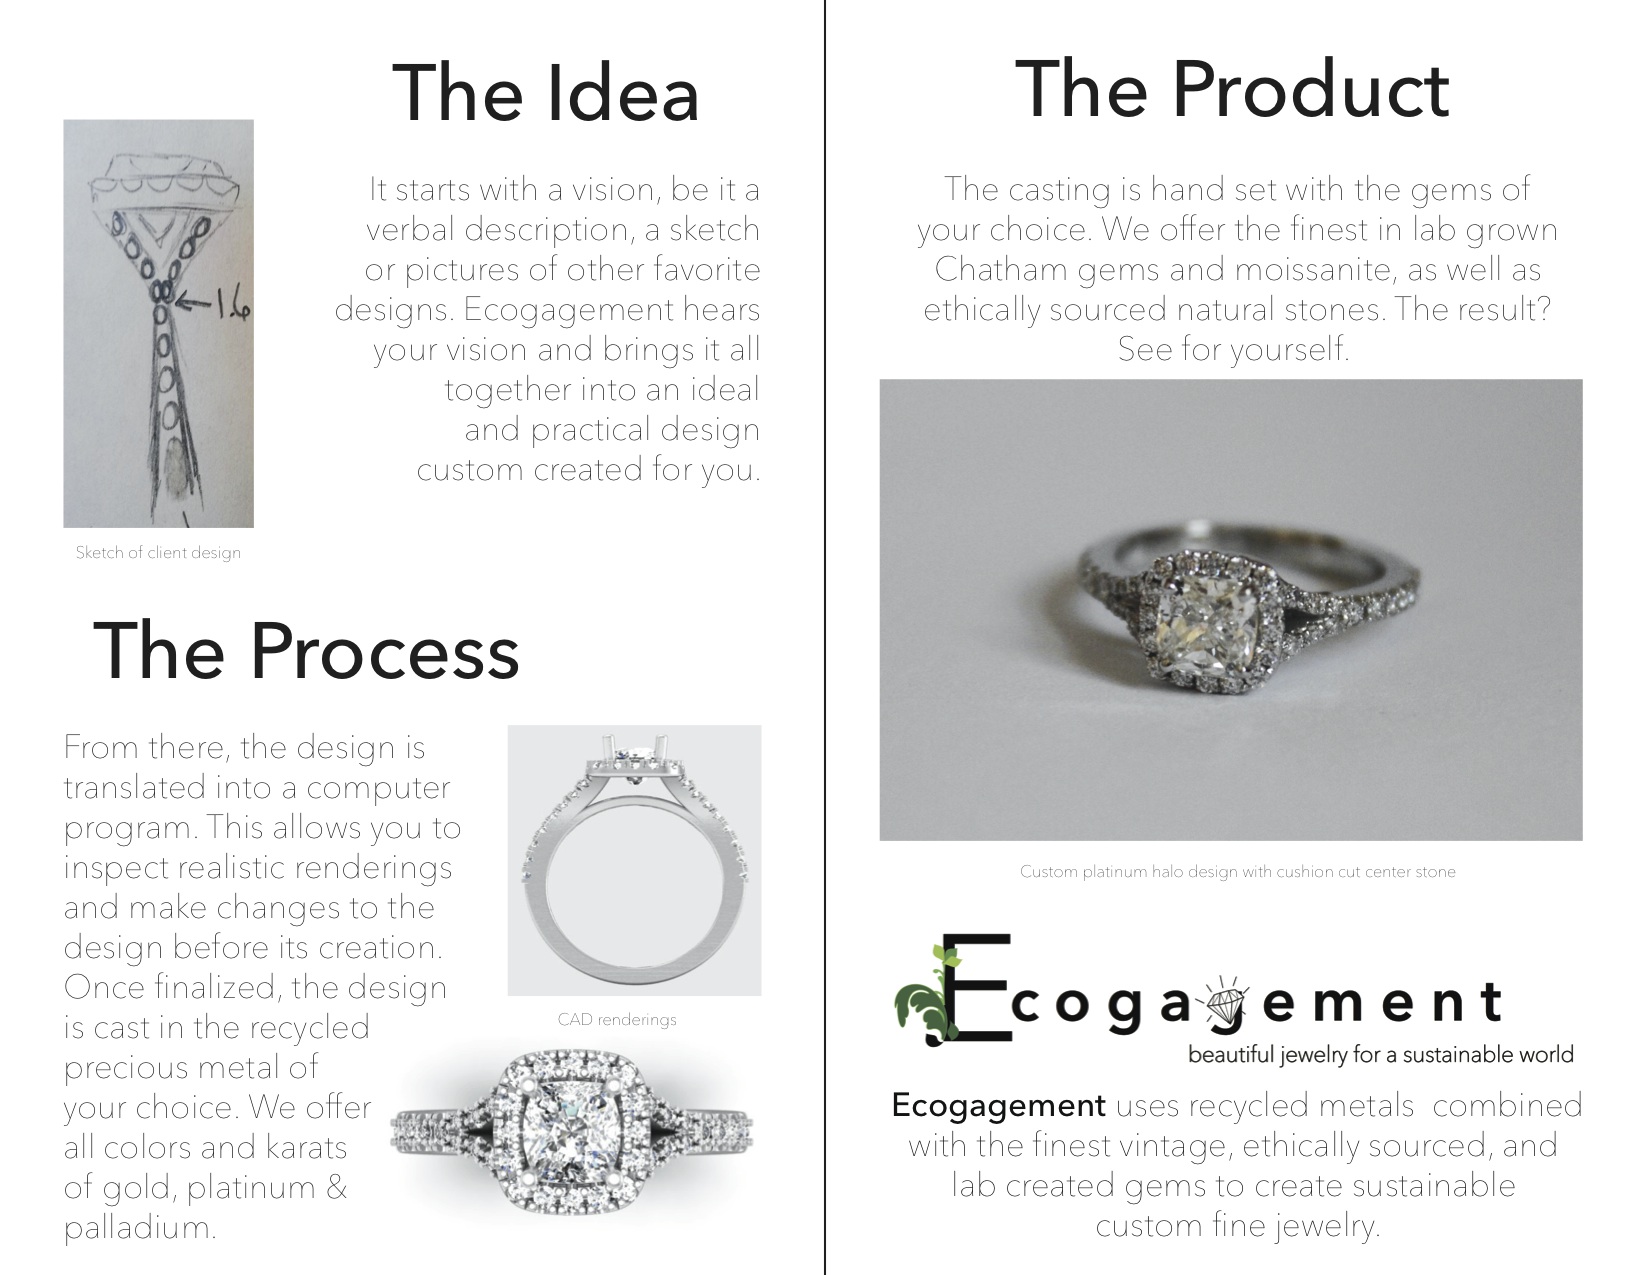 The Idea
It starts with a vision, be it a
verbal description, a sketch
or pictures of other favorite
designs. Ecogagement hears
your vision and brings it all
together into an ideal
and practical design
custom created for you.
1.6
Sketch of client design
The Process
From there, the design is
translated into a computer
program. This allows you to
inspect realistic renderings
and make changes to the
design before its creation.
Once finalized, the design
is cast in the recycled
precious metal of
your choice. We offer
all colors and karats
of gold, platinum &
palladium.
CAD renderings
The Product
The casting is hand set with the gems of
your choice. We offer the finest in lab grown
Chatham gems and moissanite, as well as
ethically sourced natural stones. The result?
See for yourself.
Custom platinum halo design with cushion cut center stone
Ecogagement
beautiful jewelry for a sustainable world
Ecogagement uses recycled metals  combined
with the finest vintage, ethically sourced, and
lab created gems to create sustainable
custom fine jewelry.